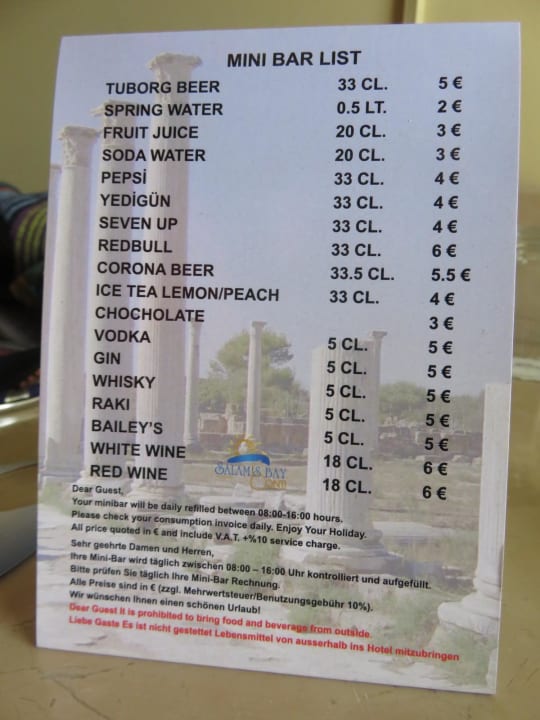 MINI BAR LIST
TUBORG BEER 33 CL. 5 €
SPRING WATER 0.5 LT. 2 €
FRUIT JUICE 20 CL. 3 €
SODA WATER 20 CL. 3 €
PEPSİ 33 CL. 4 €
YEDİGÜN 33 CL. 4 €
SEVEN UP 33 CL. 4 €
REDBULL 33 CL. 6 €
CORONA BEER 33.5 CL. 5.5 €
ICE TEA LEMON/PEACH 33 CL. 4 €
CHOCHOLATE 3 €
VODKA 5 CL. 5 €
GIN 5 CL. 5 €
WHISKY 5 CL. 5 €
RAKI 5 CL. 5 €
BAILEY'S 5 CL. 5 €
WHITE WINE 18 CL. 6 €
RED WINE 18 CL. 6 €
SALAMIS BAY
Dear Guest,
Your minibar will be daily refilled between 08:00-16:00 hours.
Please check your consumption invoice daily. Enjoy Your Holiday.
All price quoted in € and include V.A.T. +%10 service charge.
Sehr geehrte Damen und Herren,
Ihre Mini-Bar wird täglich zwischen 08:00 – 16:00 Uhr kontrolliert und aufgefüllt.
Bitte prüfen Sie täglich Ihre Mini-Bar Rechnung.
Alle Preise sind in € (zzgl. Mehrwertsteuer/Benutzungsgebühr 10%).
Wir wünschen Ihnen einen schönen Urlaub!
Dear Guest It is prohibited to bring food and beverage from outside.
Liebe Gaste Es ist nicht gestettet Lebensmittel von ausserhalb ins Hotel mitzubringen